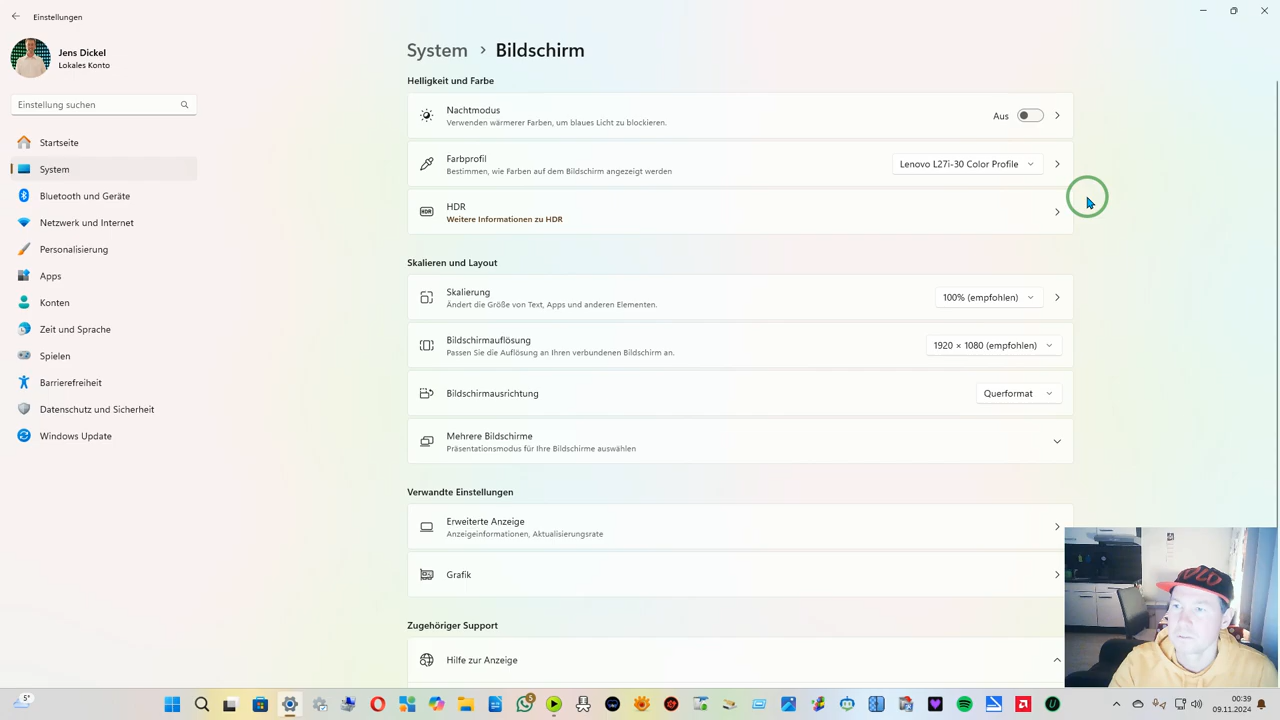 Einstellungen
Jens Dickel
Lokales Konto
Einstellung suchen
Startseite
System
Bluetooth und Geräte
Netzwerk und Internet
Personalisierung
Apps
Konten
Zeit und Sprache
Spielen
Barrierefreiheit
Datenschutz und Sicherheit
Windows Update
System > Bildschirm
Helligkeit und Farbe
Nachtmodus
Verwenden wärmerer Farben, um blaues Licht zu blockieren.
Aus
Farbprofil
Bestimmen, wie Farben auf dem Bildschirm angezeigt werden
Lenovo L27i-30 Color Profile
HDR
HDR
Weitere Informationen zu HDR
Skalieren und Layout
Skalierung
Ändert die Größe von Text, Apps und anderen Elementen.
100% (empfohlen)
Bildschirmauflösung
Passen Sie die Auflösung an Ihren verbundenen Bildschirm an.
1920 × 1080 (empfohlen)
Bildschirmausrichtung
Querformat
Mehrere Bildschirme
Präsentationsmodus für Ihre Bildschirme auswählen
Verwandte Einstellungen
Erweiterte Anzeige
Anzeigeinformationen, Aktualisierungsrate
Grafik
Zugehöriger Support
Hilfe zur Anzeige
5°
5
00:39
09.11.2024